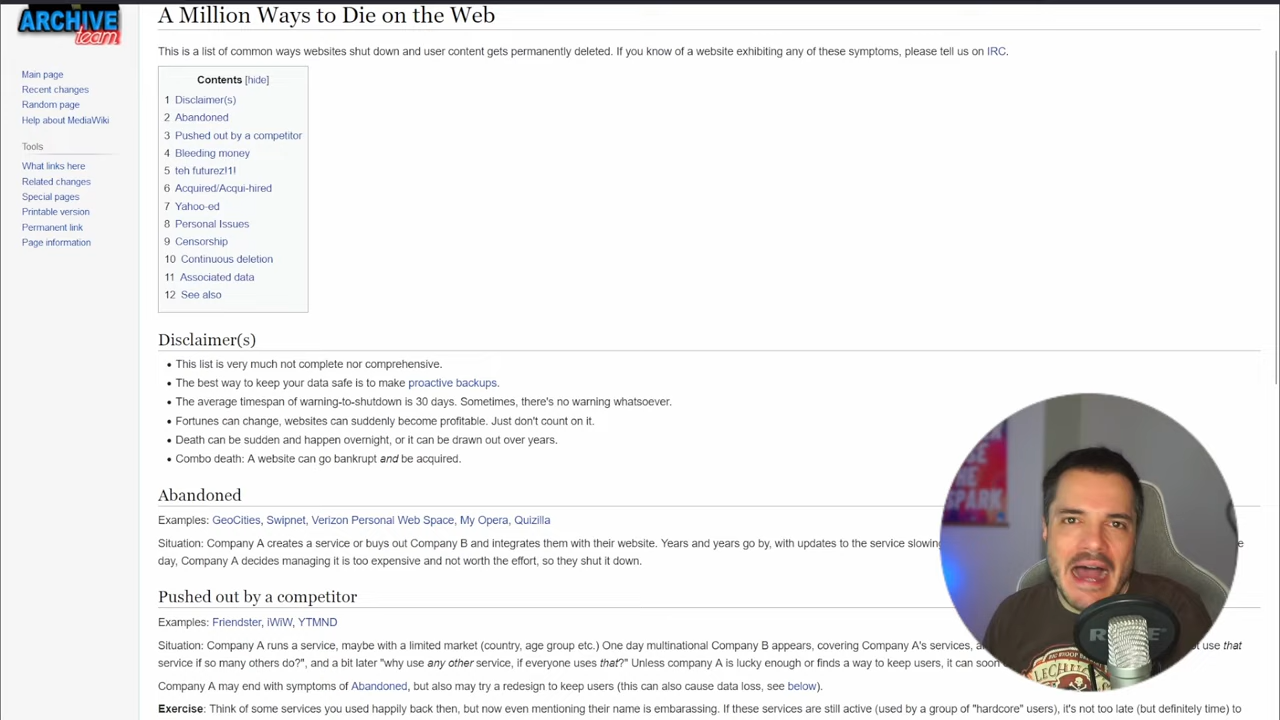 ARCHIVE
team
A Million Ways to Die on the Web
This is a list of common ways websites shut down and user content gets permanently deleted. If you know of a website exhibiting any of these symptoms, please tell us on IRC.
Main page
Recent changes
Random page
Help about MediaWiki
Tools
What links here
Related changes
Special pages
Printable version
Permanent link
Page information
Contents [hide]
1 Disclaimer(s)
2 Abandoned
3 Pushed out by a competitor
4 Bleeding money
5 teh futurez!1!
6 Acquired/Acqui-hired
7 Yahoo-ed
8 Personal Issues
9 Censorship
10 Continuous deletion
11 Associated data
12 See also
Disclaimer(s)
• This list is very much not complete nor comprehensive.
• The best way to keep your data safe is to make proactive backups.
• The average timespan of warning-to-shutdown is 30 days. Sometimes, there's no warning whatsoever.
• Fortunes can change, websites can suddenly become profitable. Just don't count on it.
• Death can be sudden and happen overnight, or it can be drawn out over years.
• Combo death: A website can go bankrupt and be acquired.
Abandoned
Examples: GeoCities, Swipnet, Verizon Personal Web Space, My Opera, Quizilla
Situation: Company A creates a service or buys out Company B and integrates them with their website. Years and years go by, with updates to the service slowing
day, Company A decides managing it is too expensive and not worth the effort, so they shut it down.
Pushed out by a competitor
Examples: Friendster, iWiW, YTMND
Situation: Company A runs a service, maybe with a limited market (country, age group etc.) One day multinational Company B appears, covering Company A's services, use that
service if so many others do?", and a bit later "why use any other service, if everyone uses that?" Unless company A is lucky enough or finds a way to keep users, it can soon
Company A may end with symptoms of Abandoned, but also may try a redesign to keep users (this can also cause data loss, see below).
Exercise: Think of some services you used happily back then, but now even mentioning their name is embarassing. If these services are still active (used by a group of "hardcore" users), it's not too late (but definitely time) to
THE
SPARK
RØDE